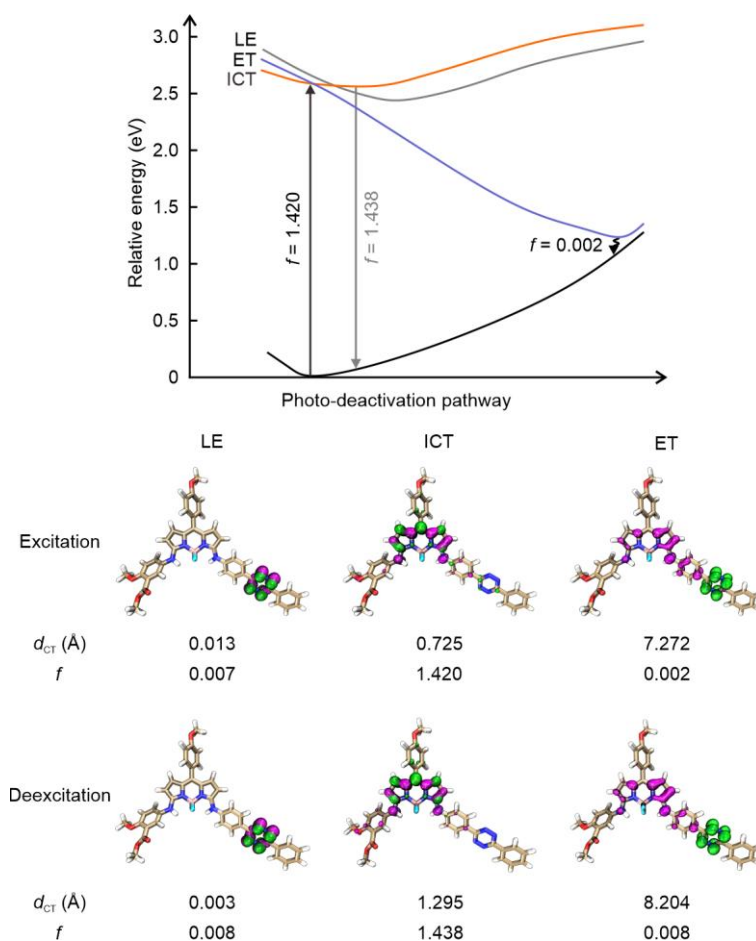 3.0
LE
ET
ICT
2.5
2.0
1.5
1.0
0.5
0
Relative energy (eV)
f = 1.420
f = 1.438
f = 0.002
Photo-deactivation pathway
LE ICT ET
Excitation
dCT (Å) 0.013 0.725 7.272
f 0.007 1.420 0.002
Deexcitation
dCT (Å) 0.003 1.295 8.204
f 0.008 1.438 0.008